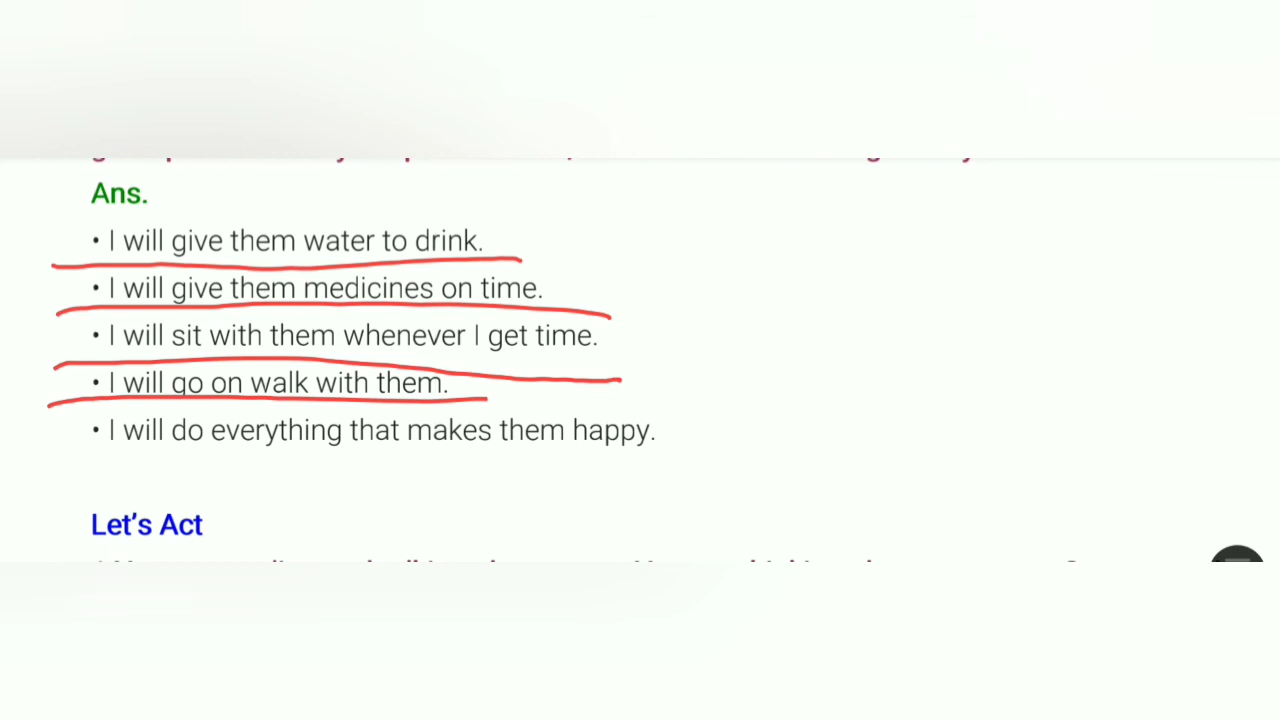 Ans.
• I will give them water to drink.
• I will give them medicines on time.
• I will sit with them whenever I get time.
• I will go on walk with them.
• I will do everything that makes them happy.
Let's Act